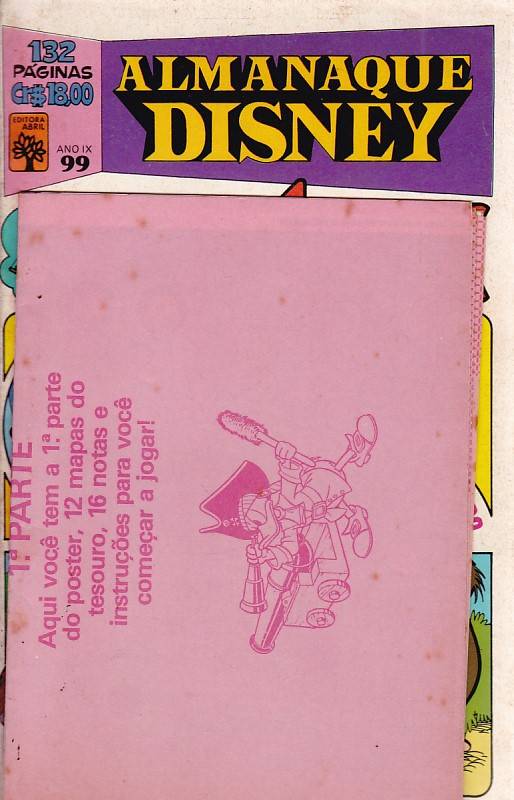 132
PÁGINAS
Cr$ 18,00
EDITORA
ABRIL
ANO IX
99
ALMANAQUE
DISNEY
1ª PARTE
Aqui você tem a 1ª parte
do poster, 12 mapas do
tesouro, 16 notas e
instruções para você
começar a jogar!